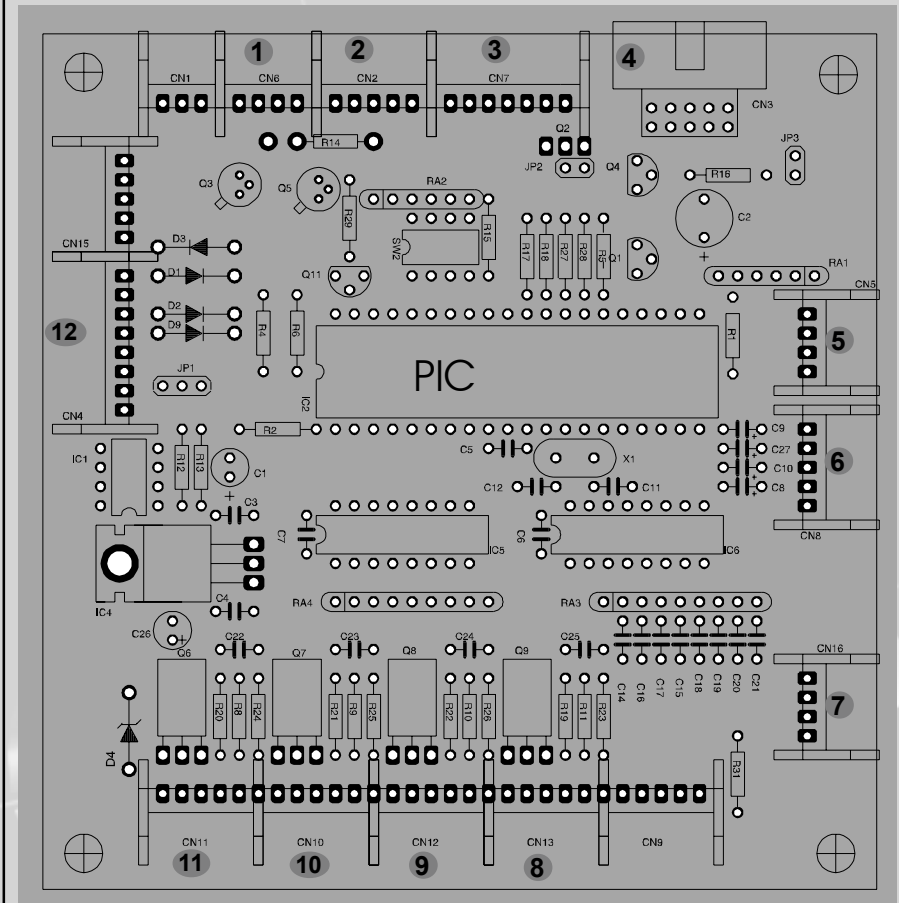 1 2 3 4
CN1 CN6 CN2 CN7
CN3
Q2
JP3
R14
JP2 Q4
Q3 Q5 RA2 R16
C2
R29 R15
CN15 D3 SW2 R17 R18 R27 R28 R5 Q1
D1 Q11 RA1
CN5
D2
12 D9 R4 R6 R1 5
PIC
JP1
IC2
CN4
R2 C9
IC1 R12 R13 C5 X1 C27 6
C1 C10
C12 C11 C8
C3
C7 C6 CN8
IC5 IC6
C4 RA4 RA3
IC4
C26 C22 C23 C24 C25
Q6 Q7 Q8 Q9 CN16
C14 C16 C17 C15 C18 C19 C20 C21
R20 R8 R24 R21 R9 R25 R22 R10 R26 R19 R11 R23 7
D4 R31
CN11 CN10 CN12 CN13 CN9
11 10 9 8